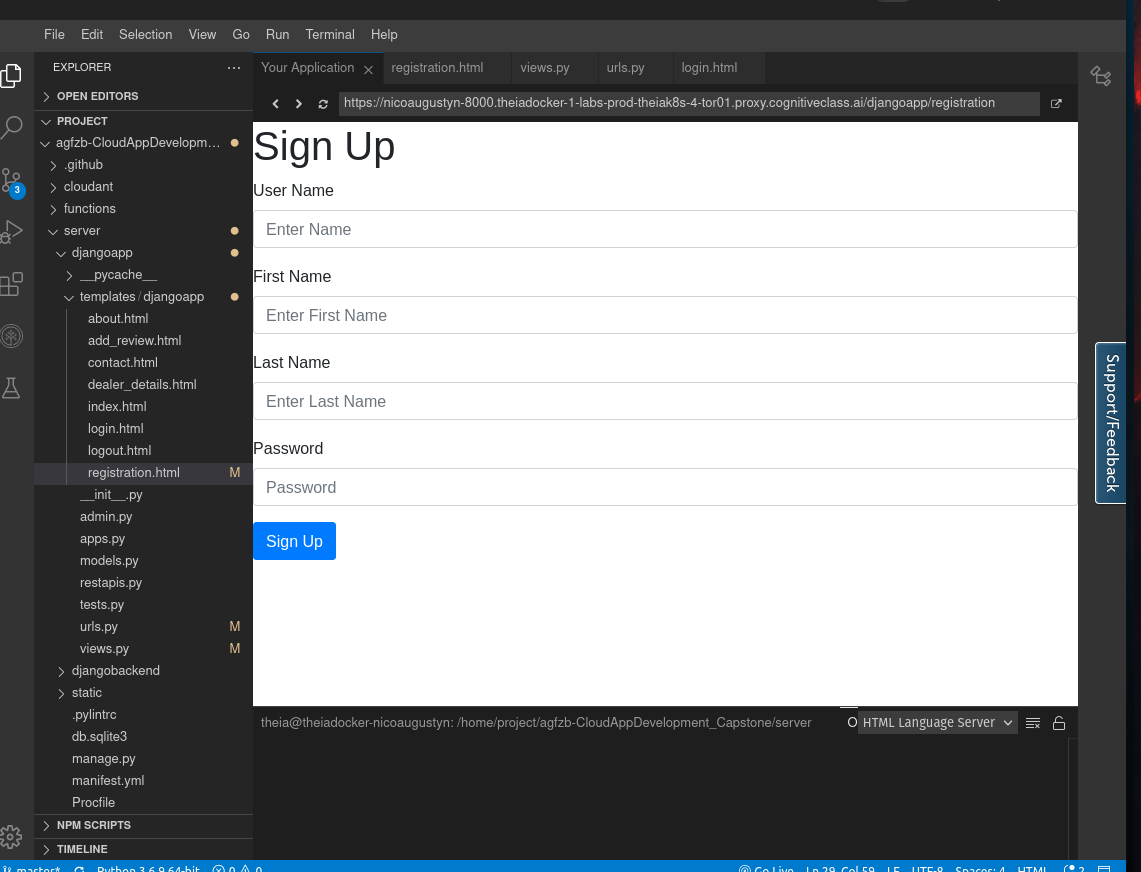 File Edit Selection View Go Run Terminal Help
EXPLORER ...
OPEN EDITORS
PROJECT
agfzb-CloudAppDevelopm...
.github
cloudant
functions
server
djangoapp
__pycache__
templates/djangoapp
about.html
add_review.html
contact.html
dealer_details.html
index.html
login.html
logout.html
registration.html M
__init__.py
admin.py
apps.py
models.py
restapis.py
tests.py
urls.py M
views.py M
djangobackend
static
.pylintrc
db.sqlite3
manage.py
manifest.yml
Procfile
NPM SCRIPTS
TIMELINE
3
Your Application registration.html views.py urls.py login.html
https://nicoaugustyn-8000.theiadocker-1-labs-prod-theiak8s-4-tor01.proxy.cognitiveclass.ai/djangoapp/registration
Sign Up
User Name
Enter Name
First Name
Enter First Name
Last Name
Enter Last Name
Password
Password
Sign Up
Support/Feedback
theia@theiadocker-nicoaugustyn: /home/project/agfzb-CloudAppDevelopment_Capstone/server O HTML Language Server
master* Python 3.6.9 64-bit 0 0 Go Live Ln 29, Col 59 LF UTF-8 Spaces: 4 HTML 2